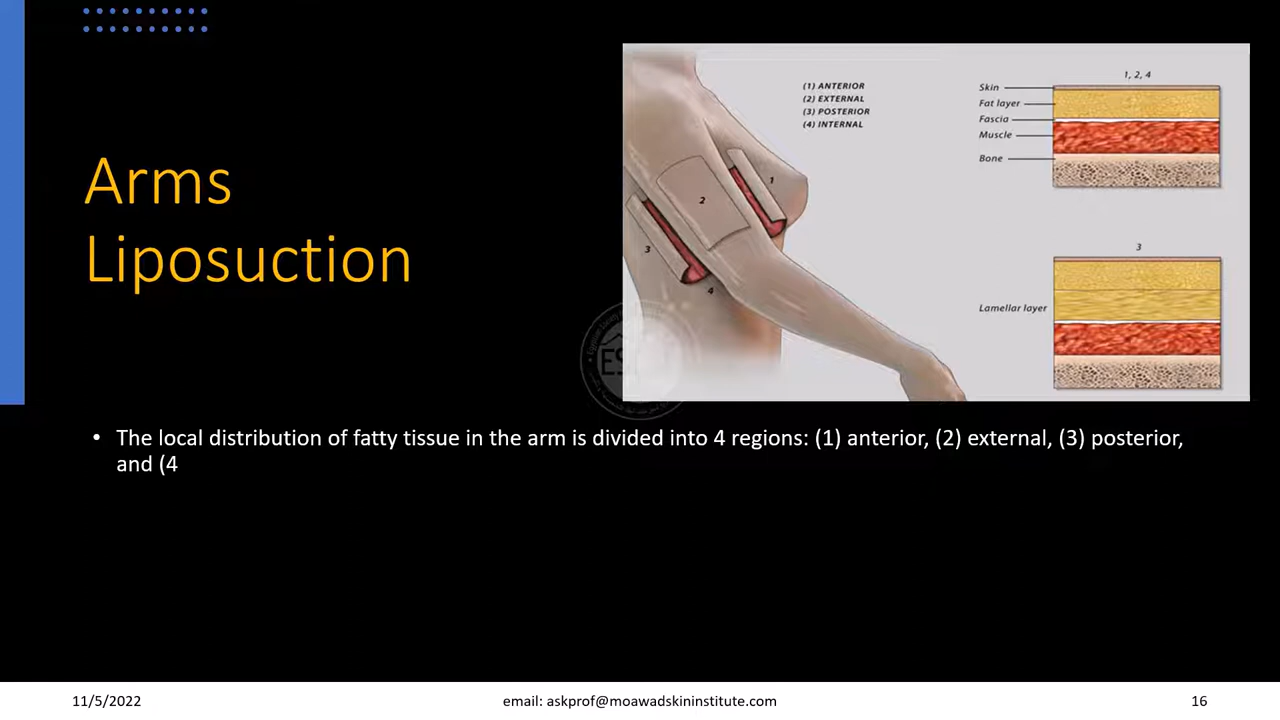 Arms
Liposuction
(1) ANTERIOR
(2) EXTERNAL
(3) POSTERIOR
(4) INTERNAL
1
2
3
4
1, 2, 4
Skin
Fat layer
Fascia
Muscle
Bone
3
Lamellar layer
• The local distribution of fatty tissue in the arm is divided into 4 regions: (1) anterior, (2) external, (3) posterior,
and (4
11/5/2022
email: askprof@moawadskininstitute.com
16